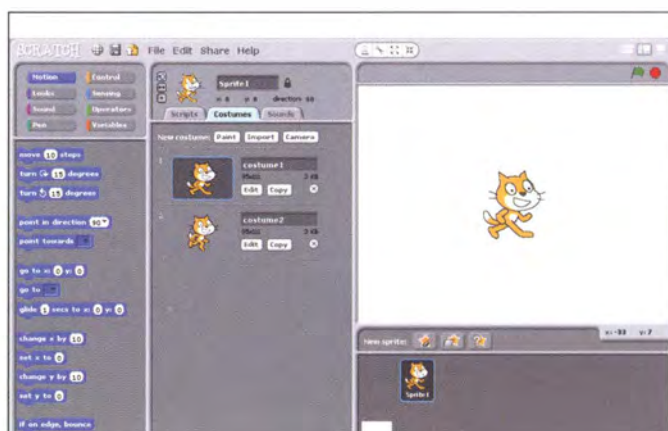 SCRATCH File Edit Share Help
Motion Control
Looks Sensing
Sound Operators
Pen Variables
move 10 steps
turn 15 degrees
turn 15 degrees
point in direction 90
point towards
go to x: 0 y: 0
go to
glide 1 secs to x: 0 y: 0
change x by 10
set x to 0
change y by 10
set y to 0
if on edge, bounce
Sprite1
x: 0 y: 0 direction: 90
Scripts Costumes Sounds
New costume: Paint Import Camera
1
costume1
Edit Copy
2
costume2
Edit Copy
New sprite:
Sprite1